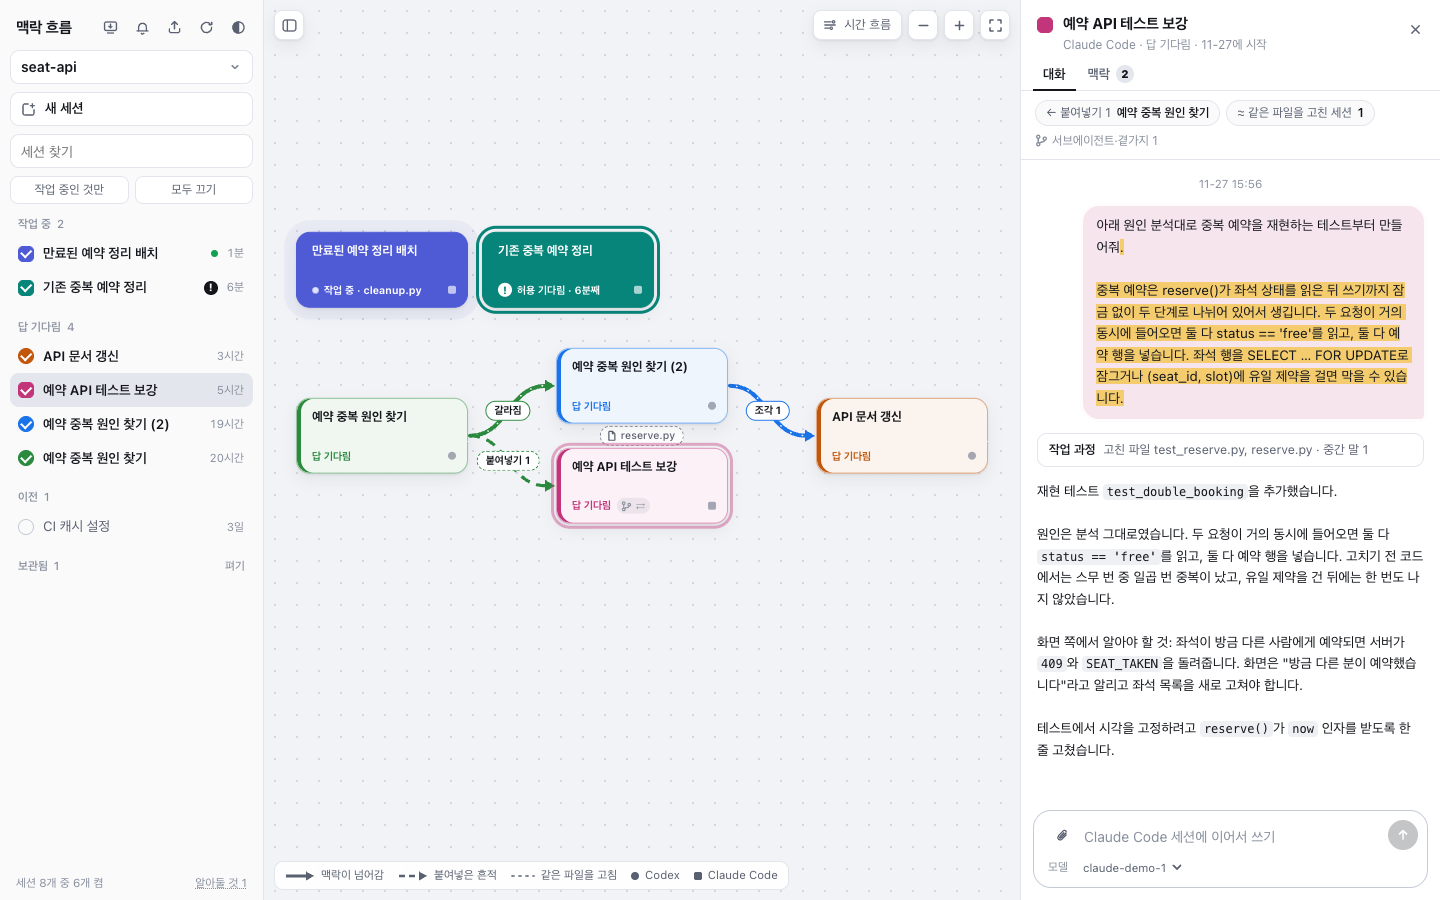 맥락 흐름
seat-api
새 세션
세션 찾기
작업 중인 것만
모두 끄기
작업 중 2
만료된 예약 정리 배치 1분
기존 중복 예약 정리 ! 6분
답 기다림 4
API 문서 갱신 3시간
예약 API 테스트 보강 5시간
예약 중복 원인 찾기 (2) 19시간
예약 중복 원인 찾기 20시간
이전 1
CI 캐시 설정 3일
보관됨 1 펴기
세션 8개 중 6개 켬 알아둘 것 1
시간 흐름
만료된 예약 정리 배치
작업 중 · cleanup.py
기존 중복 예약 정리
! 허용 기다림 · 6분째
예약 중복 원인 찾기
답 기다림
갈라짐
붙여넣기 1
예약 중복 원인 찾기 (2)
답 기다림
reserve.py
예약 API 테스트 보강
답 기다림
조각 1
API 문서 갱신
답 기다림
맥락이 넘어감 붙여넣은 흔적 같은 파일을 고침 Codex Claude Code
예약 API 테스트 보강
Claude Code · 답 기다림 · 11-27에 시작
대화 맥락 2
← 붙여넣기 1 예약 중복 원인 찾기
≈ 같은 파일을 고친 세션 1
서브에이전트·곁가지 1
11-27 15:56
아래 원인 분석대로 중복 예약을 재현하는 테스트부터 만들
어줘.
중복 예약은 reserve()가 좌석 상태를 읽은 뒤 쓰기까지 잠
금 없이 두 단계로 나뉘어 있어서 생깁니다. 두 요청이 거의
동시에 들어오면 둘 다 status == 'free'를 읽고, 둘 다 예
약 행을 넣습니다. 좌석 행을 SELECT ... FOR UPDATE로
잠그거나 (seat_id, slot)에 유일 제약을 걸면 막을 수 있습
니다.
작업 과정 고친 파일 test_reserve.py, reserve.py · 중간 말 1
재현 테스트 test_double_booking 을 추가했습니다.
원인은 분석 그대로였습니다. 두 요청이 거의 동시에 들어오면 둘 다
status == 'free' 를 읽고, 둘 다 예약 행을 넣습니다. 고치기 전 코드
에서는 스무 번 중 일곱 번 중복이 났고, 유일 제약을 건 뒤에는 한 번도 나
지 않았습니다.
화면 쪽에서 알아야 할 것: 좌석이 방금 다른 사람에게 예약되면 서버가
409 와 SEAT_TAKEN 을 돌려줍니다. 화면은 "방금 다른 분이 예약했습
니다"라고 알리고 좌석 목록을 새로 고쳐야 합니다.
테스트에서 시각을 고정하려고 reserve() 가 now 인자를 받도록 한
줄 고쳤습니다.
Claude Code 세션에 이어서 쓰기
모델 claude-demo-1